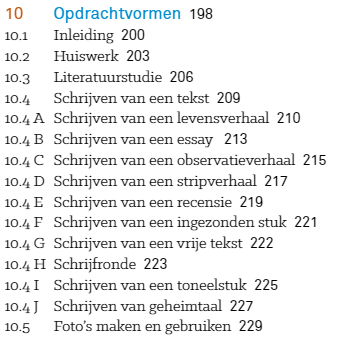 10 Opdrachtvormen 198
10.1 Inleiding 200
10.2 Huiswerk 203
10.3 Literatuurstudie 206
10.4 Schrijven van een tekst 209
10.4 A Schrijven van een levensverhaal 210
10.4 B Schrijven van een essay 213
10.4 C Schrijven van een observatieverhaal 215
10.4 D Schrijven van een stripverhaal 217
10.4 E Schrijven van een recensie 219
10.4 F Schrijven van een ingezonden stuk 221
10.4 G Schrijven van een vrije tekst 222
10.4 H Schrijfronde 223
10.4 I Schrijven van een toneelstuk 225
10.4 J Schrijven van geheimtaal 227
10.5 Foto's maken en gebruiken 229